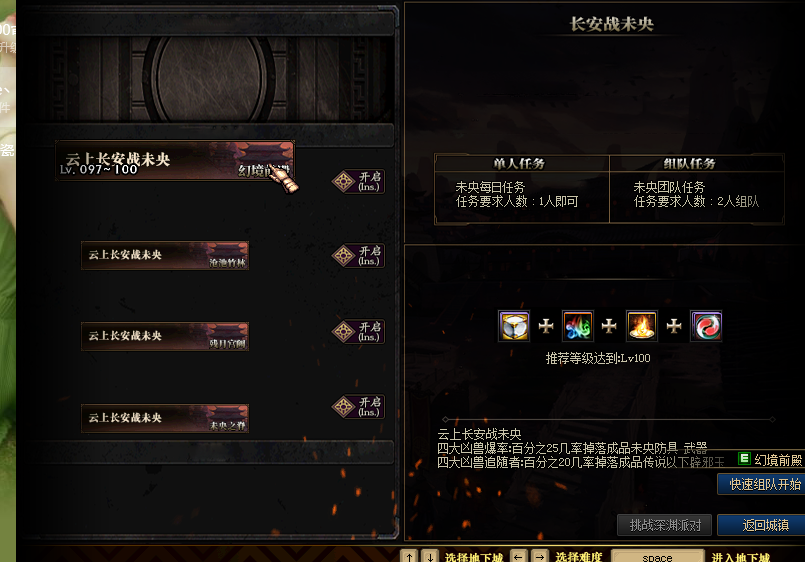 长安战未央
云上长安战未央
Lv. 097~100
开启
(Ins.)
云上长安战未央
沧池竹林
开启
(Ins.)
云上长安战未央
开启
(Ins.)
云上长安战未央
未央之脊
开启
(Ins.)
单人任务
未央每日任务
任务要求人数：1人即可
组队任务
未央团队任务
任务要求人数：2人组队
推荐等级达到:Lv100
云上长安战未央
四大凶兽爆率:百分之25几率掉落成品未央防具 武器
四大凶兽追随者:百分之20几率掉落成品传说以下辟邪玉
E 幻境前殿
快速组队开始
挑战深渊派对
返回城镇
↑ ↓ 选择地下城 ← → 选择难度 space 进入地下城